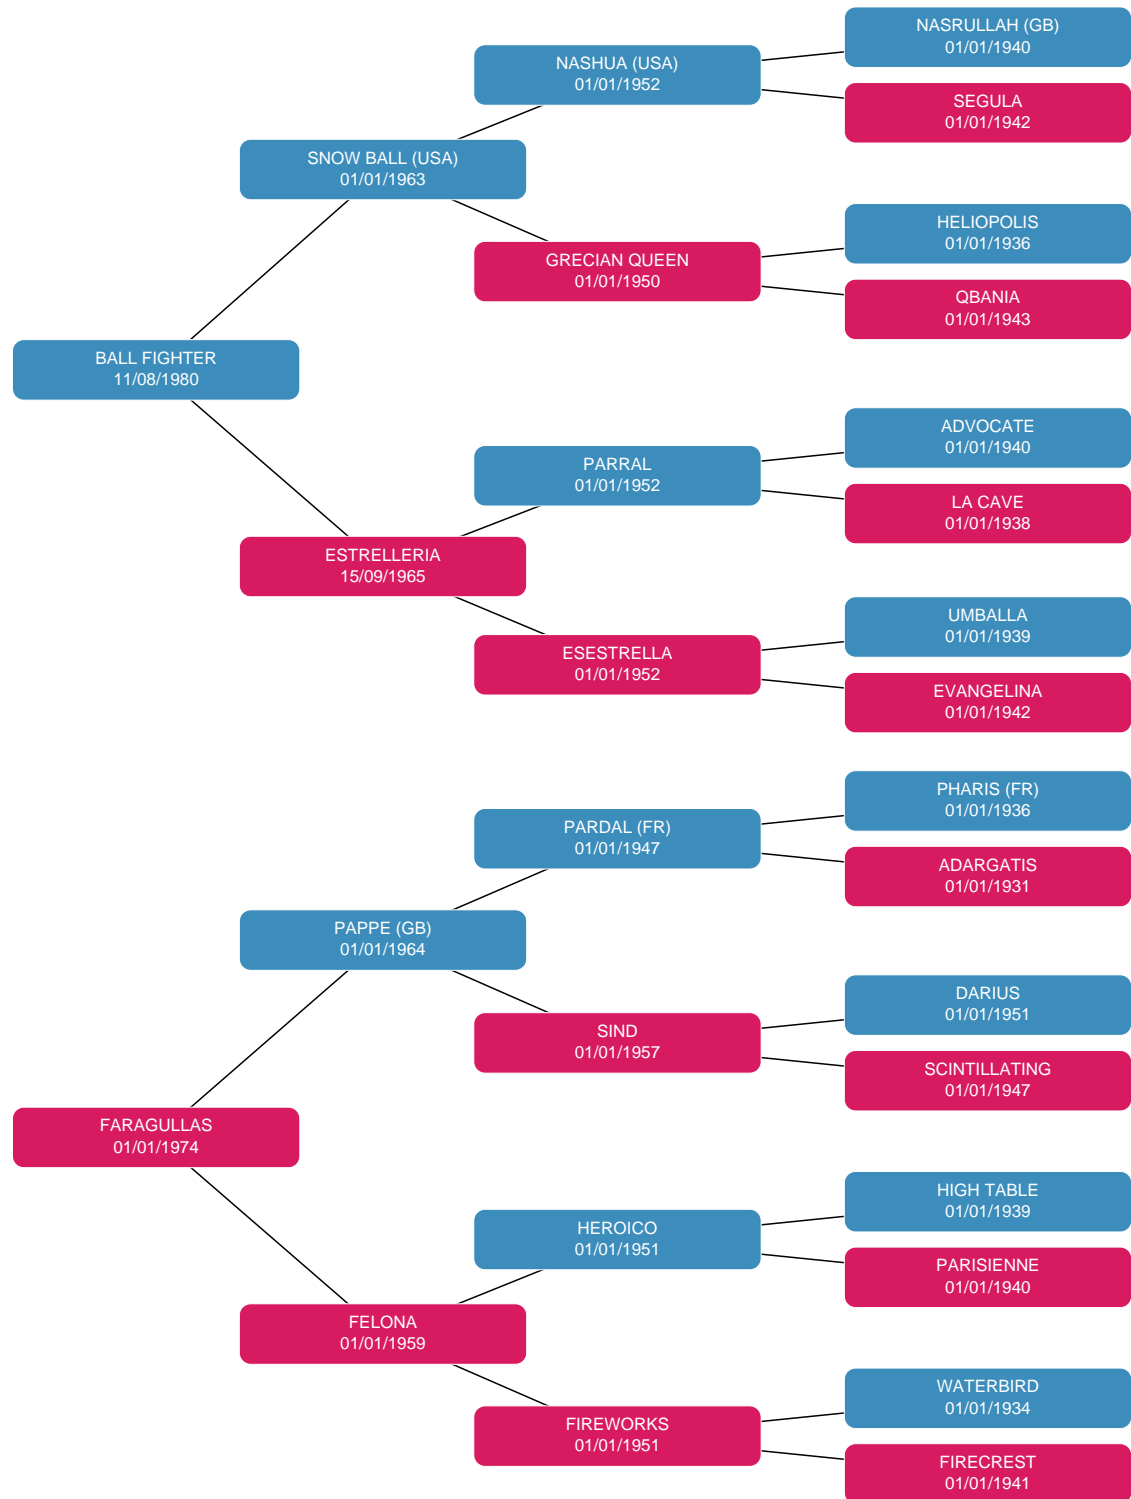 NASRULLAH (GB)
01/01/1940
NASHUA (USA)
01/01/1952
SEGULA
01/01/1942
SNOW BALL (USA)
01/01/1963
HELIOPOLIS
01/01/1936
GRECIAN QUEEN
01/01/1950
QBANIA
01/01/1943
BALL FIGHTER
11/08/1980
ADVOCATE
01/01/1940
PARRAL
01/01/1952
LA CAVE
01/01/1938
ESTRELLERIA
15/09/1965
UMBALLA
01/01/1939
ESESTRELLA
01/01/1952
EVANGELINA
01/01/1942
PHARIS (FR)
01/01/1936
PARDAL (FR)
01/01/1947
ADARGATIS
01/01/1931
PAPPE (GB)
01/01/1964
DARIUS
01/01/1951
SIND
01/01/1957
SCINTILLATING
01/01/1947
FARAGULLAS
01/01/1974
HIGH TABLE
01/01/1939
HEROICO
01/01/1951
PARISIENNE
01/01/1940
FELONA
01/01/1959
WATERBIRD
01/01/1934
FIREWORKS
01/01/1951
FIRECREST
01/01/1941